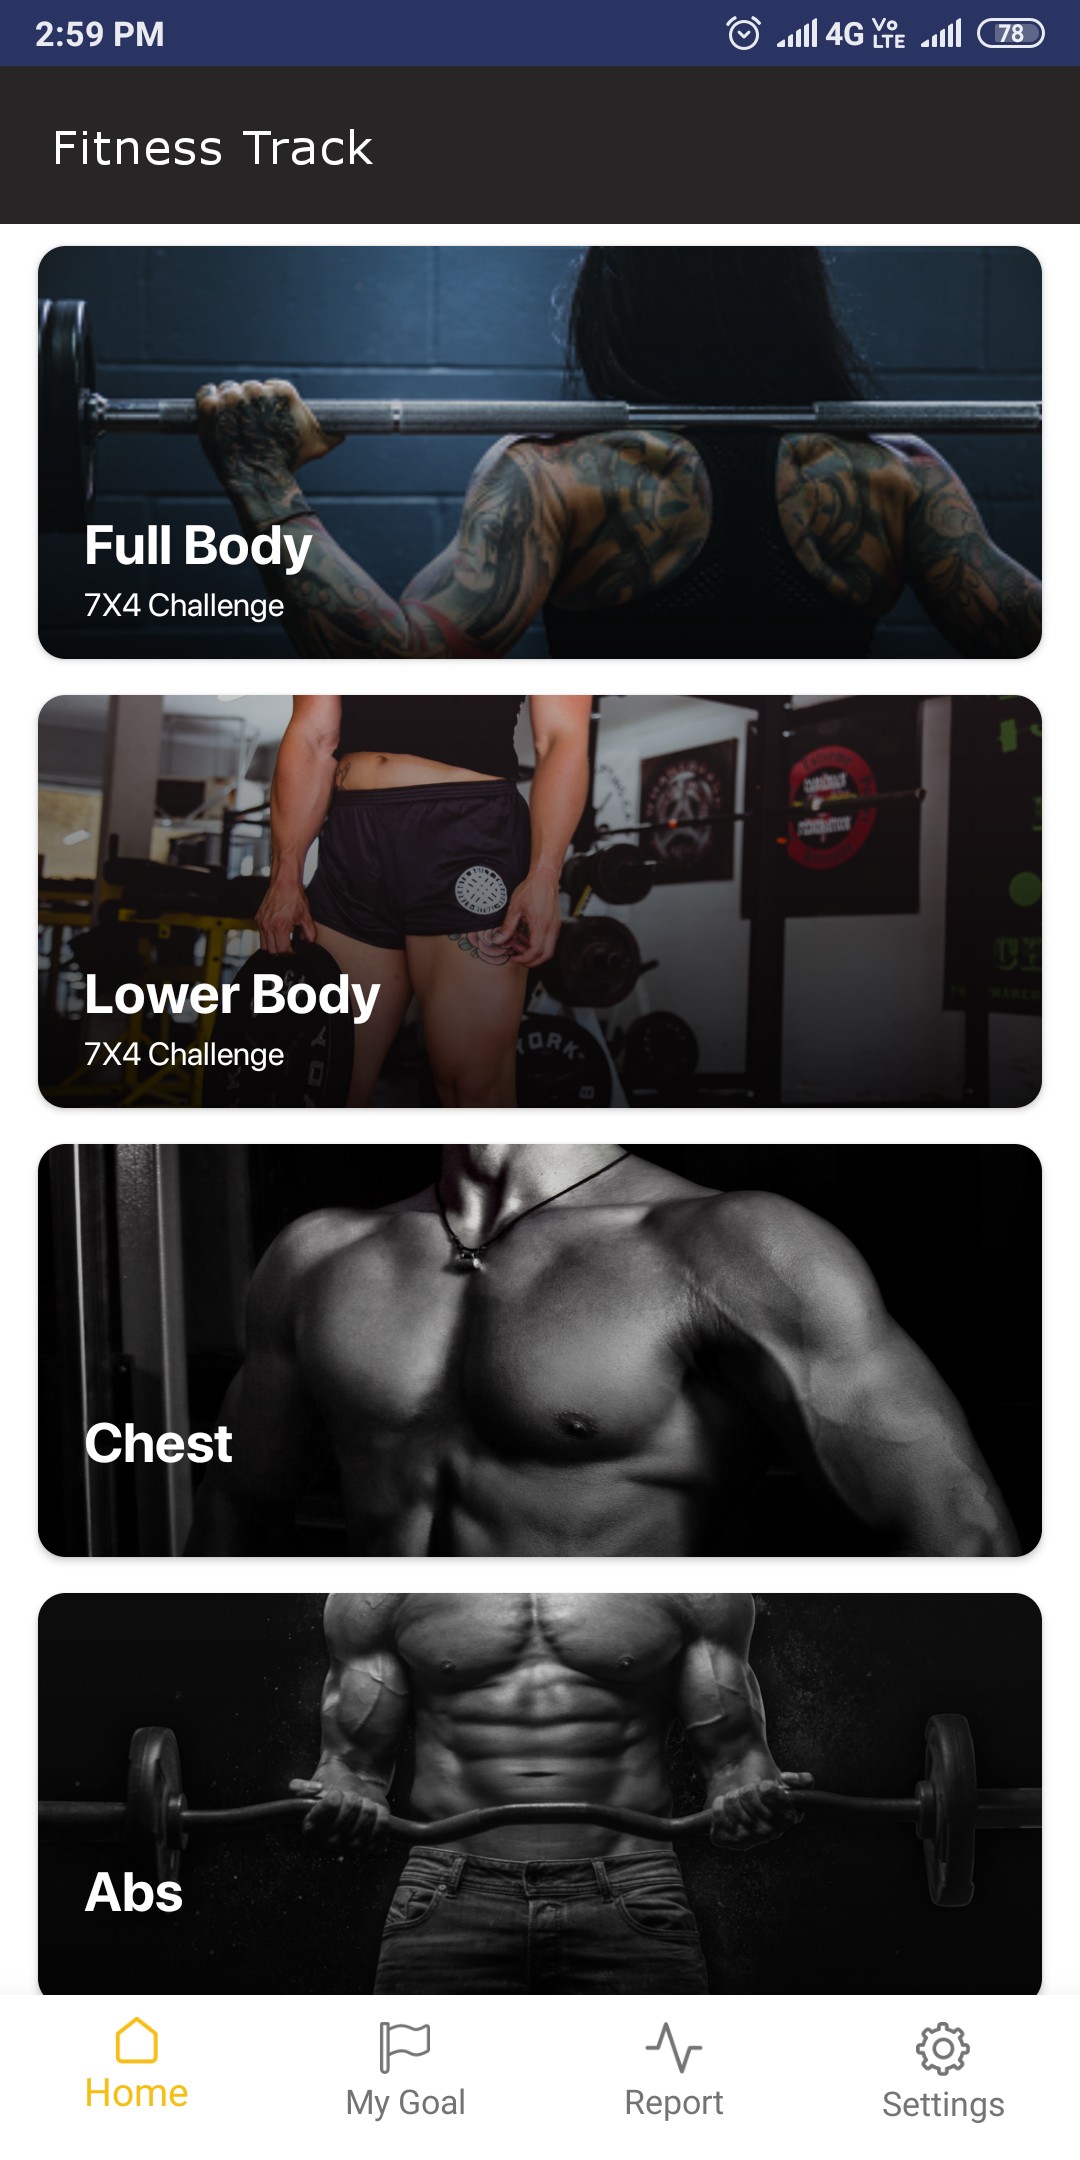 2:59 PM
4G Vo LTE
78
Fitness Track
Full Body
7X4 Challenge
Lower Body
7X4 Challenge
YORK
Chest
Abs
Home
My Goal
Report
Settings